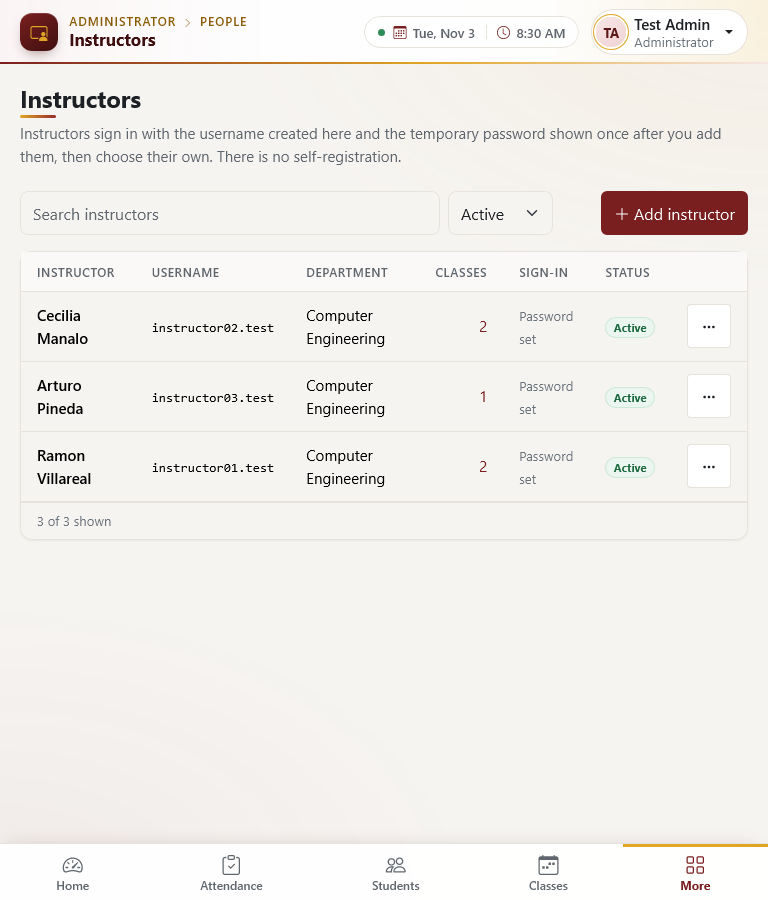 ADMINISTRATOR > PEOPLE
Instructors
Tue, Nov 3
8:30 AM
TA
Test Admin
Administrator
Instructors
Instructors sign in with the username created here and the temporary password shown once after you add
them, then choose their own. There is no self-registration.
Search instructors
Active
+ Add instructor
INSTRUCTOR USERNAME DEPARTMENT CLASSES SIGN-IN STATUS
Cecilia Manalo instructor02.test Computer Engineering 2 Password set Active ...
Arturo Pineda instructor03.test Computer Engineering 1 Password set Active ...
Ramon Villareal instructor01.test Computer Engineering 2 Password set Active ...
3 of 3 shown
Home Attendance Students Classes More